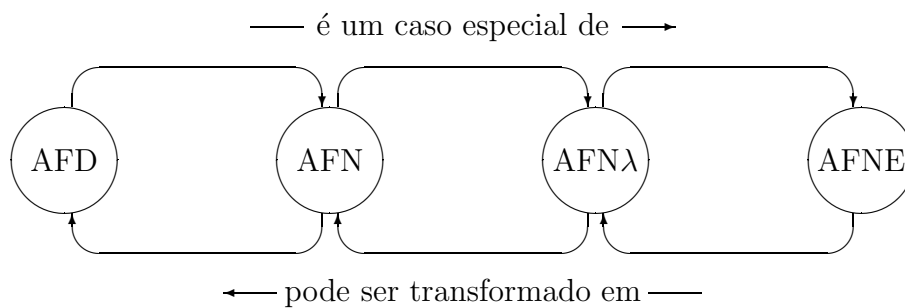 é um caso especial de
AFD AFN AFNλ AFNE
pode ser transformado em